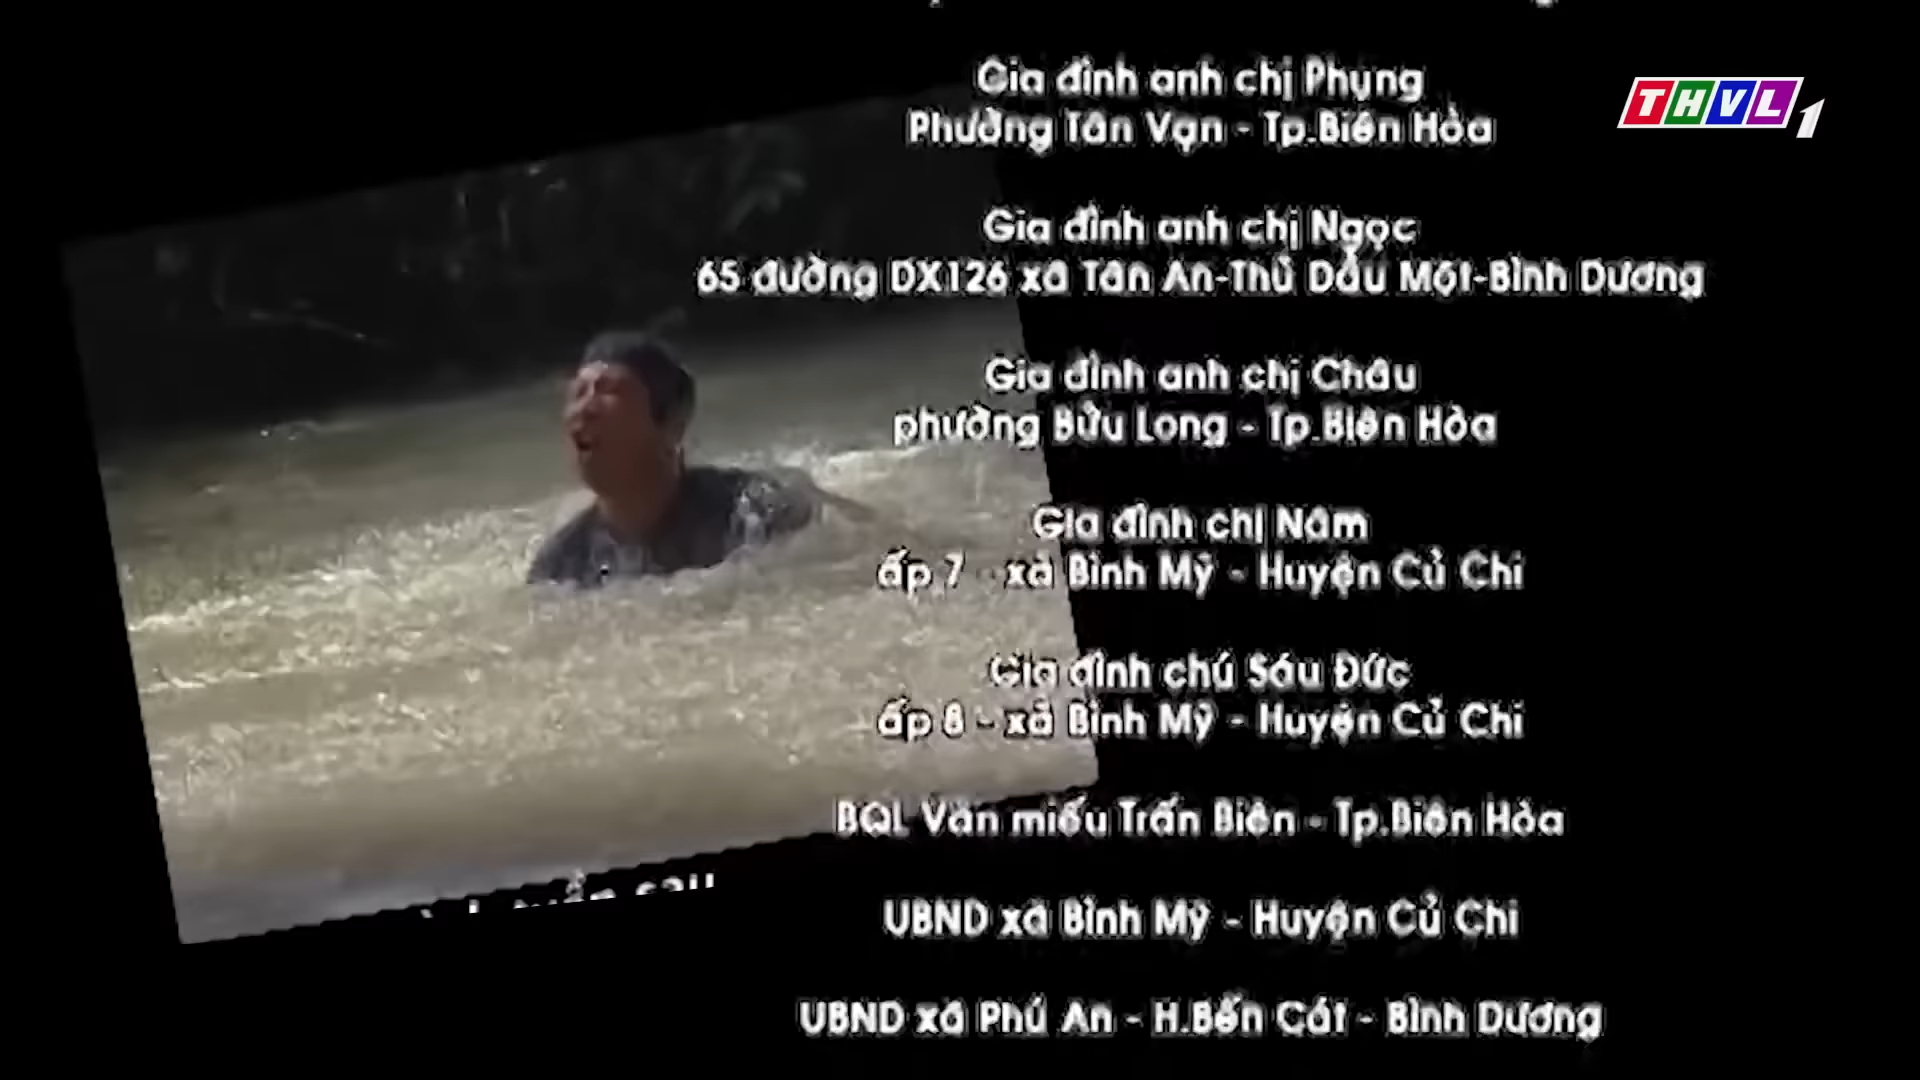 Gia đình anh chị Phụng
THVL1
Phường Tân Vạn - Tp.Biên Hòa
Gia đình anh chị Ngọc
65 đường DX126 xã Tân An-Thủ Dầu Một-Bình Dương
Gia đình anh chị Châu
phường Bửu Long - Tp.Biên Hòa
Gia đình chị Năm
ấp 7 - xã Bình Mỹ - Huyện Củ Chi
Gia đình chú Sáu Đức
ấp 8 - xã Bình Mỹ - Huyện Củ Chi
BQL Văn miếu Trấn Biên - Tp.Biên Hòa
sau
UBND xã Bình Mỹ - Huyện Củ Chi
UBND xã Phú An - H.Bến Cát - Bình Dương